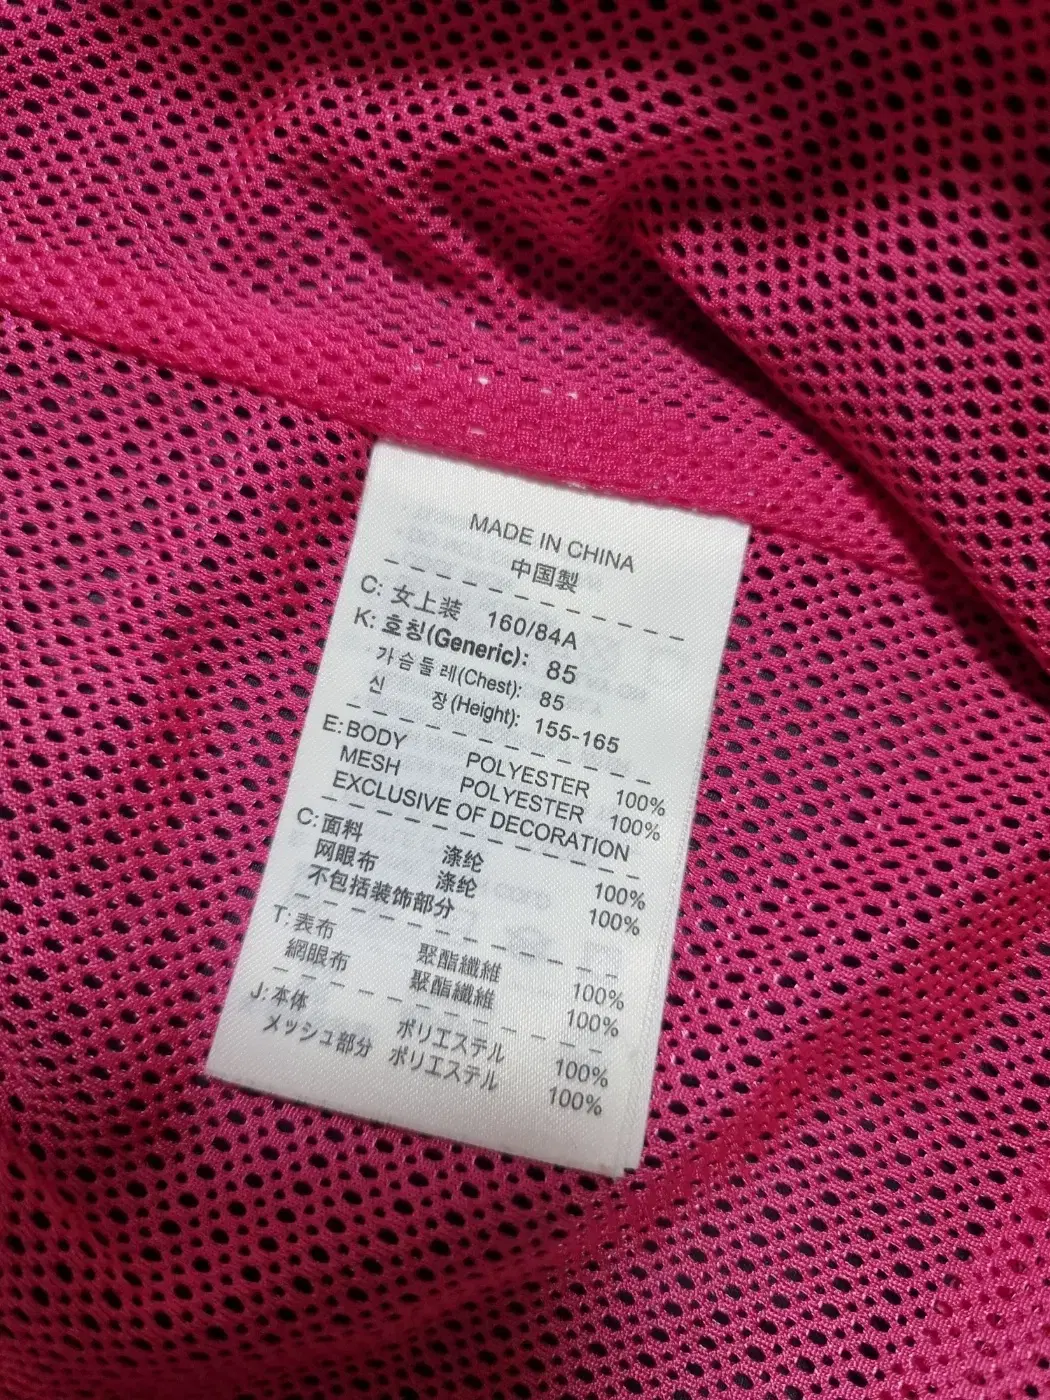 MADE IN CHINA
中国製
C: 女上装 160/84A
K: 호칭(Generic): 85
가슴둘레(Chest): 85
신 장(Height): 155-165
E: BODY POLYESTER 100%
MESH POLYESTER 100%
EXCLUSIVE OF DECORATION
C: 面料 涤纶 100%
网眼布 涤纶 100%
不包括装饰部分
T: 表布 聚酯纖維 100%
網眼布 聚酯纖維 100%
J: 本体 ポリエステル 100%
メッシュ部分 ポリエステル 100%